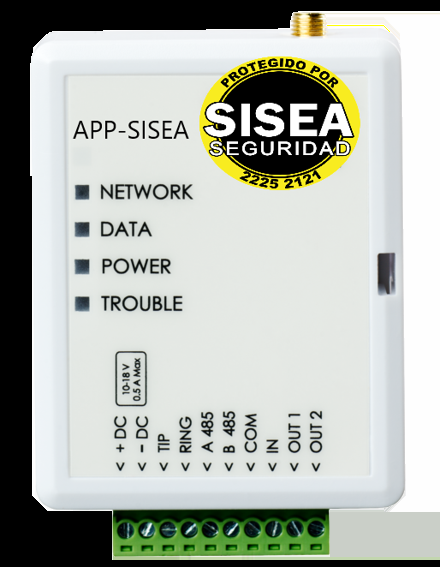 PROTEGIDO POR
SISEA
SEGURIDAD
2225 2121
APP-SISEA
NETWORK
DATA
POWER
TROUBLE
10-18 V
0.5 A Max
< + DC
< - DC
< TIP
< RING
< A 485
< B 485
< COM
< IN
< OUT 1
< OUT 2